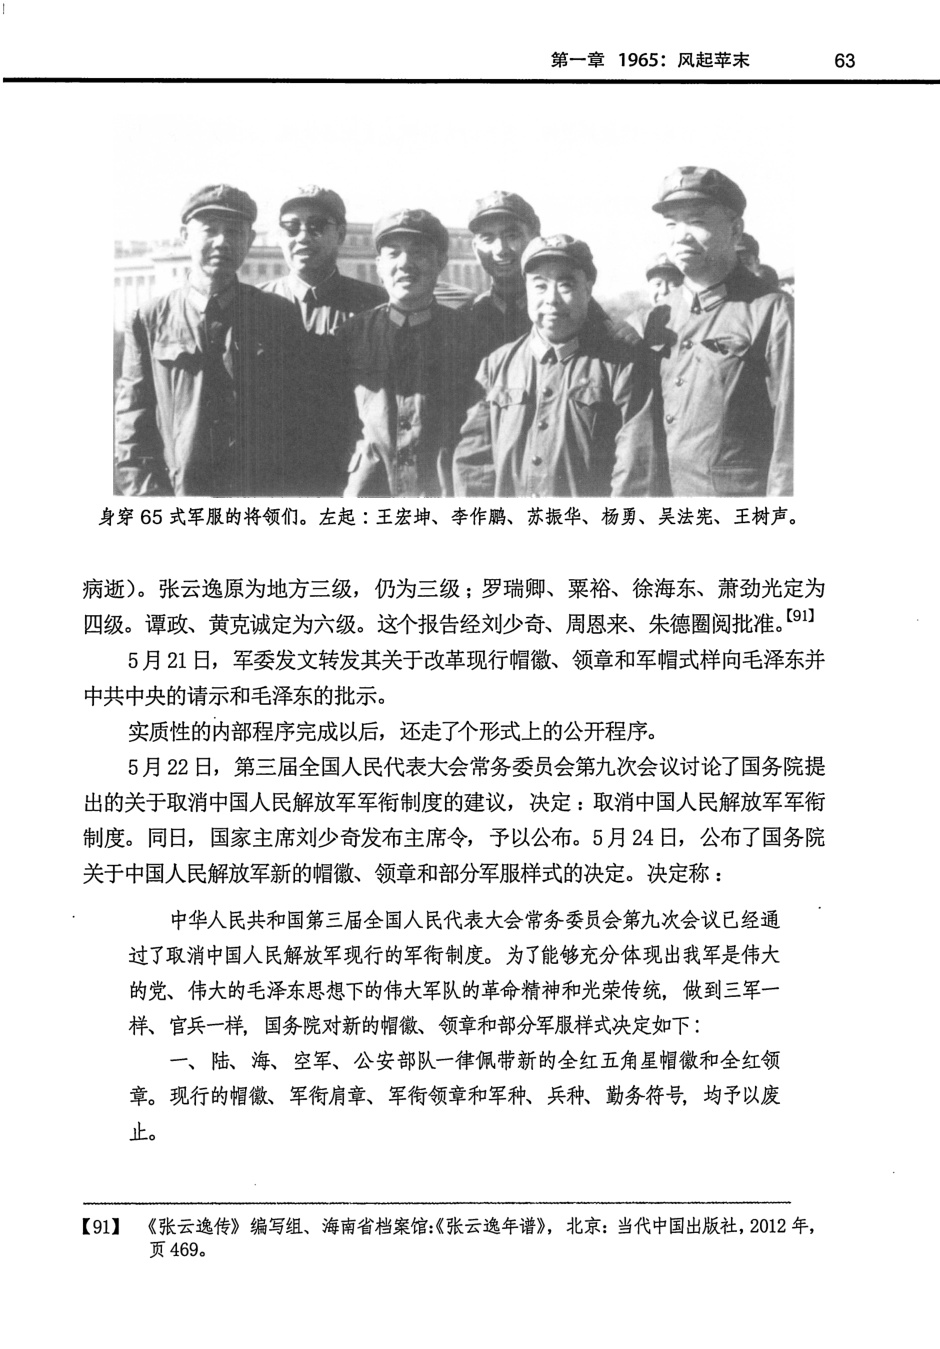 第一章 1965：风起苹末 63
身穿 65 式军服的将领们。左起：王宏坤、李作鹏、苏振华、杨勇、吴法宪、王树声。
病逝）。张云逸原为地方三级，仍为三级；罗瑞卿、粟裕、徐海东、萧劲光定为
四级。谭政、黄克诚定为六级。这个报告经刘少奇、周恩来、朱德圈阅批准。【91】
5 月 21 日，军委发文转发其关于改革现行帽徽、领章和军帽式样向毛泽东并
中共中央的请示和毛泽东的批示。
实质性的内部程序完成以后，还走了个形式上的公开程序。
5 月 22 日，第三届全国人民代表大会常务委员会第九次会议讨论了国务院提
出的关于取消中国人民解放军军衔制度的建议，决定：取消中国人民解放军军衔
制度。同日，国家主席刘少奇发布主席令，予以公布。5 月 24 日，公布了国务院
关于中国人民解放军新的帽徽、领章和部分军服样式的决定。决定称：
中华人民共和国第三届全国人民代表大会常务委员会第九次会议已经通
过了取消中国人民解放军现行的军衔制度。为了能够充分体现出我军是伟大
的党、伟大的毛泽东思想下的伟大军队的革命精神和光荣传统，做到三军一
样、官兵一样，国务院对新的帽徽、领章和部分军服样式决定如下：
一、陆、海、空军、公安部队一律佩带新的全红五角星帽徽和全红领
章。现行的帽徽、军衔肩章、军衔领章和军种、兵种、勤务符号，均予以废
止。
【91】 《张云逸传》编写组、海南省档案馆:《张云逸年谱》，北京：当代中国出版社，2012 年，
页 469。